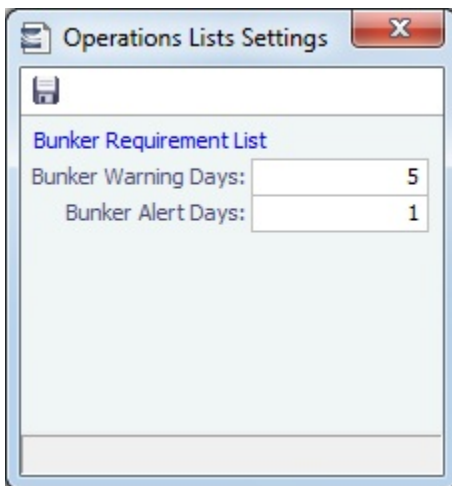 Operations Lists Settings
Bunker Requirement List
Bunker Warning Days: 5
Bunker Alert Days: 1